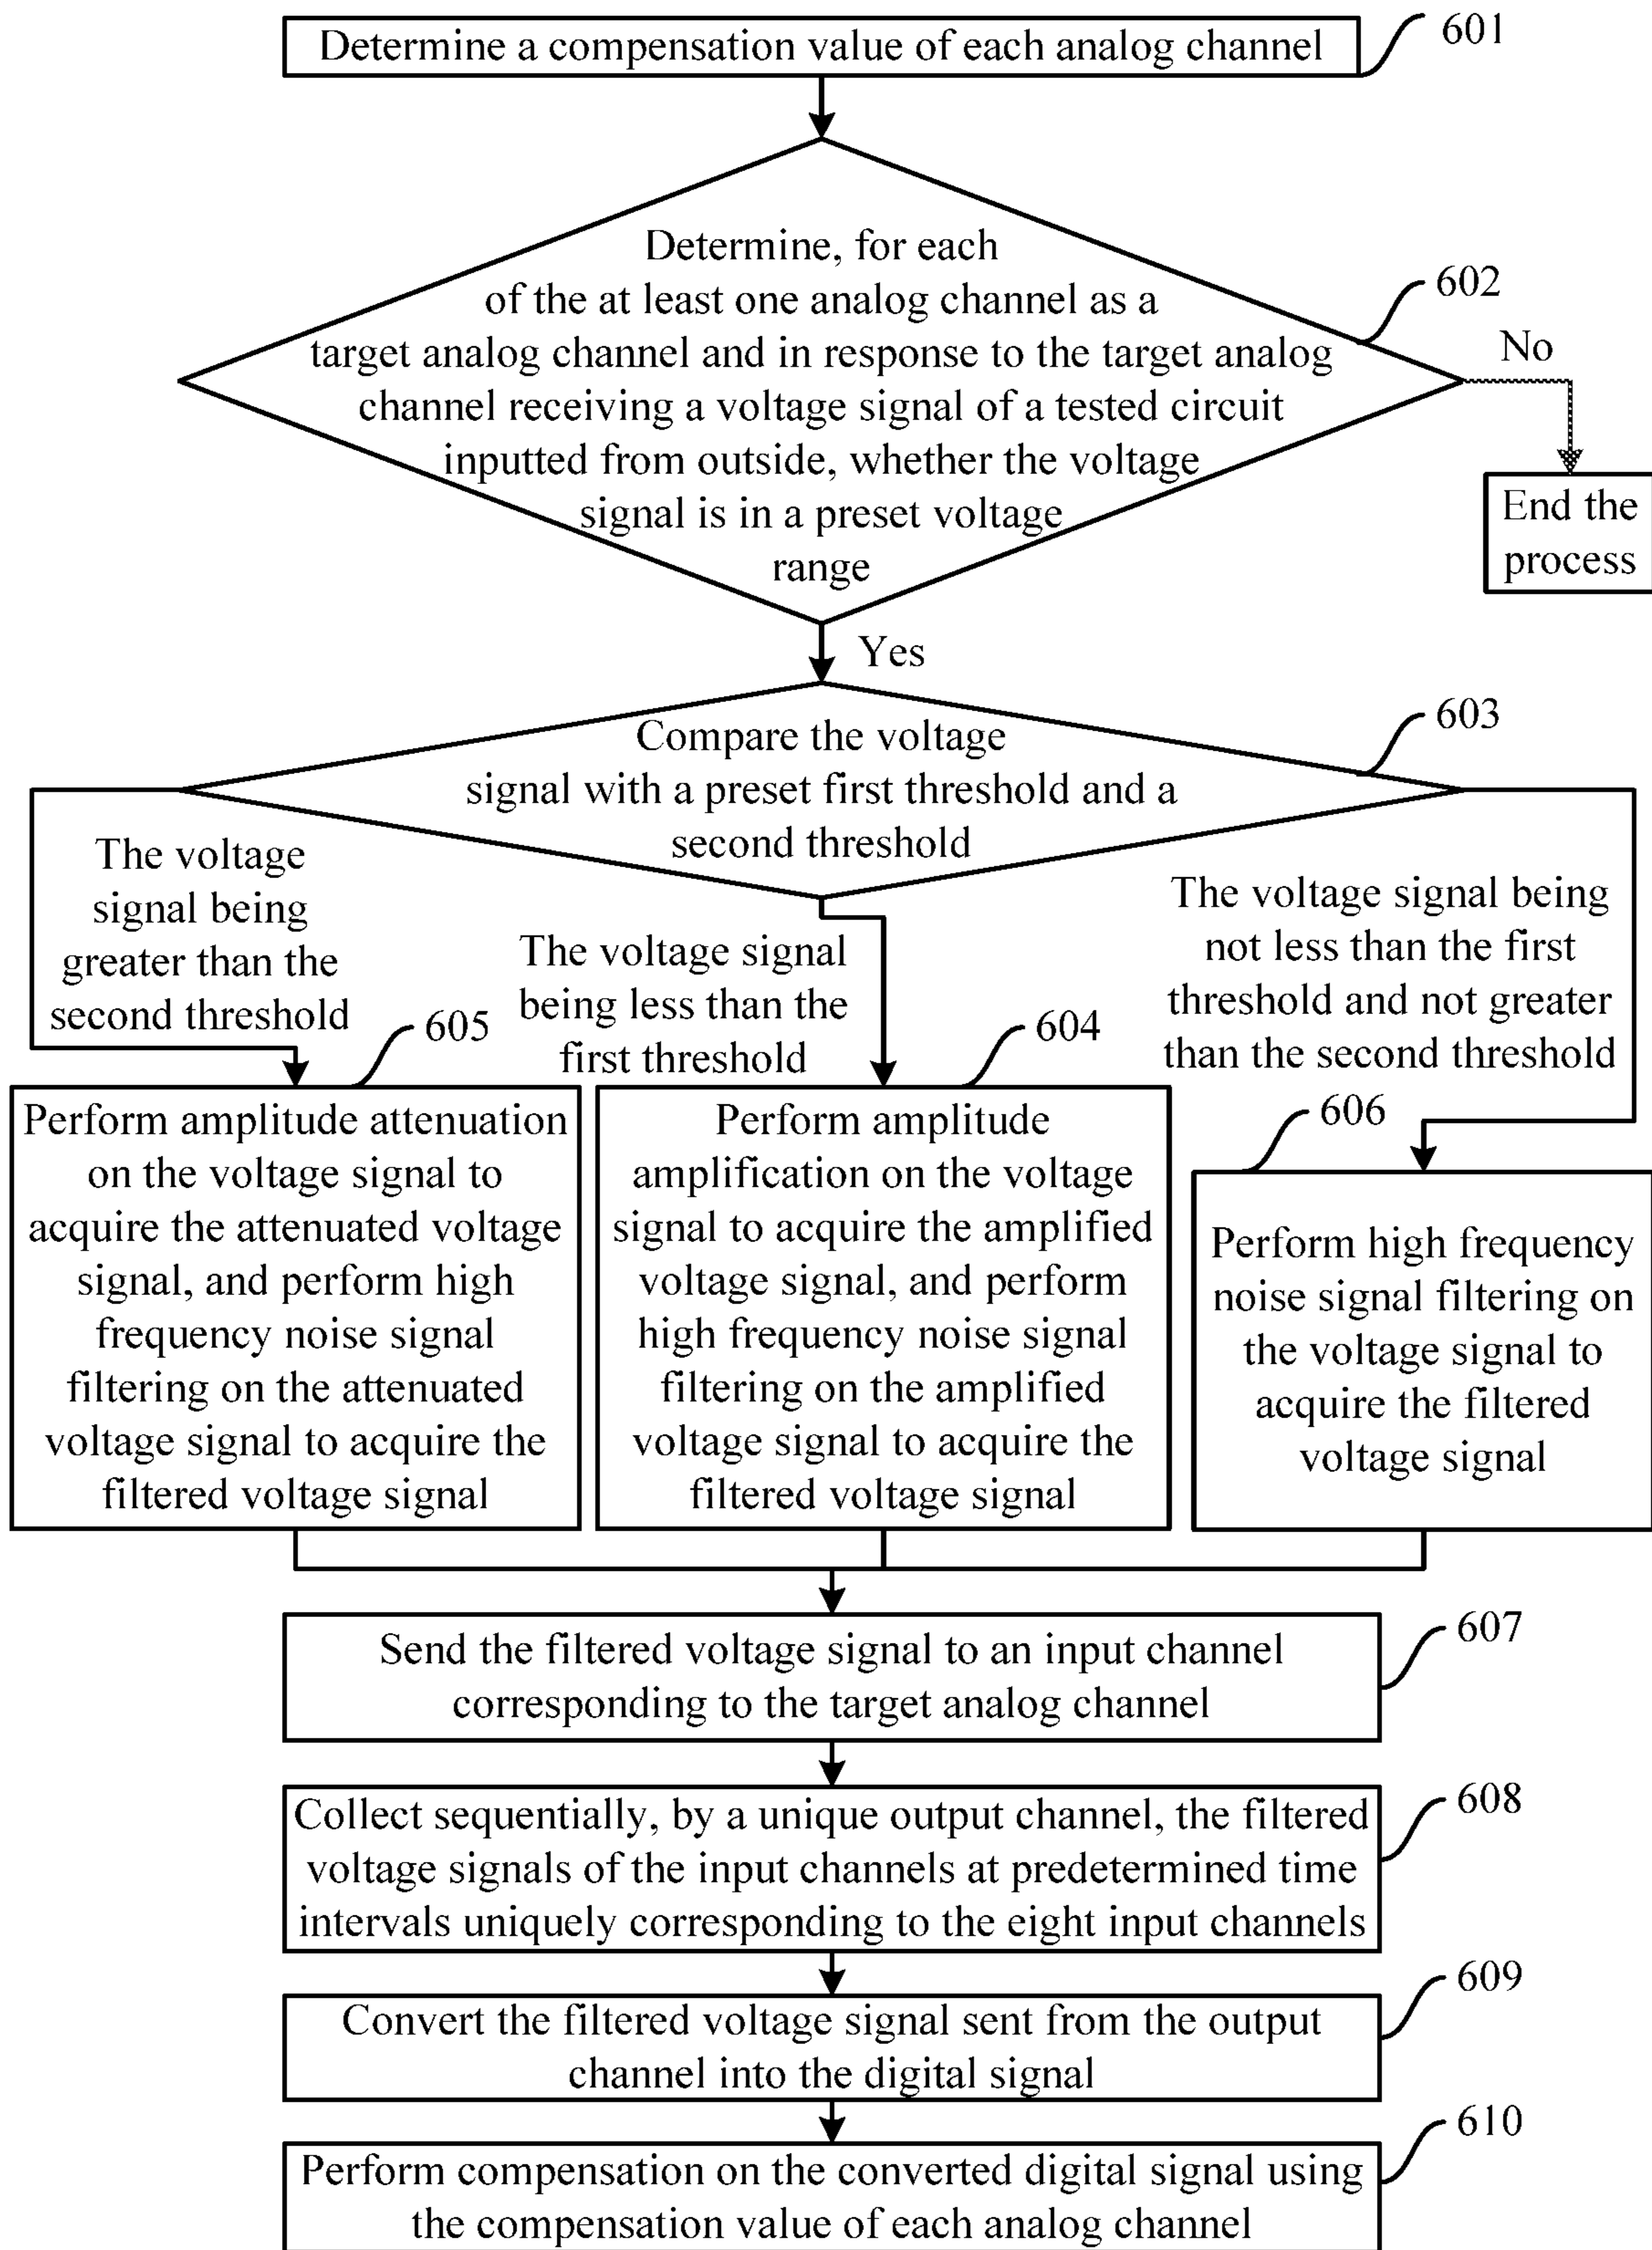 Determine a compensation value of each analog channel
601
Determine, for each
of the at least one analog channel as a
target analog channel and in response to the target analog
channel receiving a voltage signal of a tested circuit
inputted from outside, whether the voltage
signal is in a preset voltage
range
602
No
End the
process
Yes
Compare the voltage
signal with a preset first threshold and a
second threshold
603
The voltage
signal being
greater than the
second threshold
605
The voltage signal
being less than the
first threshold
604
The voltage signal being
not less than the first
threshold and not greater
than the second threshold
606
Perform amplitude attenuation
on the voltage signal to
acquire the attenuated voltage
signal, and perform high
frequency noise signal
filtering on the attenuated
voltage signal to acquire the
filtered voltage signal
Perform amplitude
amplification on the voltage
signal to acquire the amplified
voltage signal, and perform
high frequency noise signal
filtering on the amplified
voltage signal to acquire the
filtered voltage signal
Perform high frequency
noise signal filtering on
the voltage signal to
acquire the filtered
voltage signal
Send the filtered voltage signal to an input channel
corresponding to the target analog channel
607
Collect sequentially, by a unique output channel, the filtered
voltage signals of the input channels at predetermined time
intervals uniquely corresponding to the eight input channels
608
Convert the filtered voltage signal sent from the output
channel into the digital signal
609
Perform compensation on the converted digital signal using
the compensation value of each analog channel
610